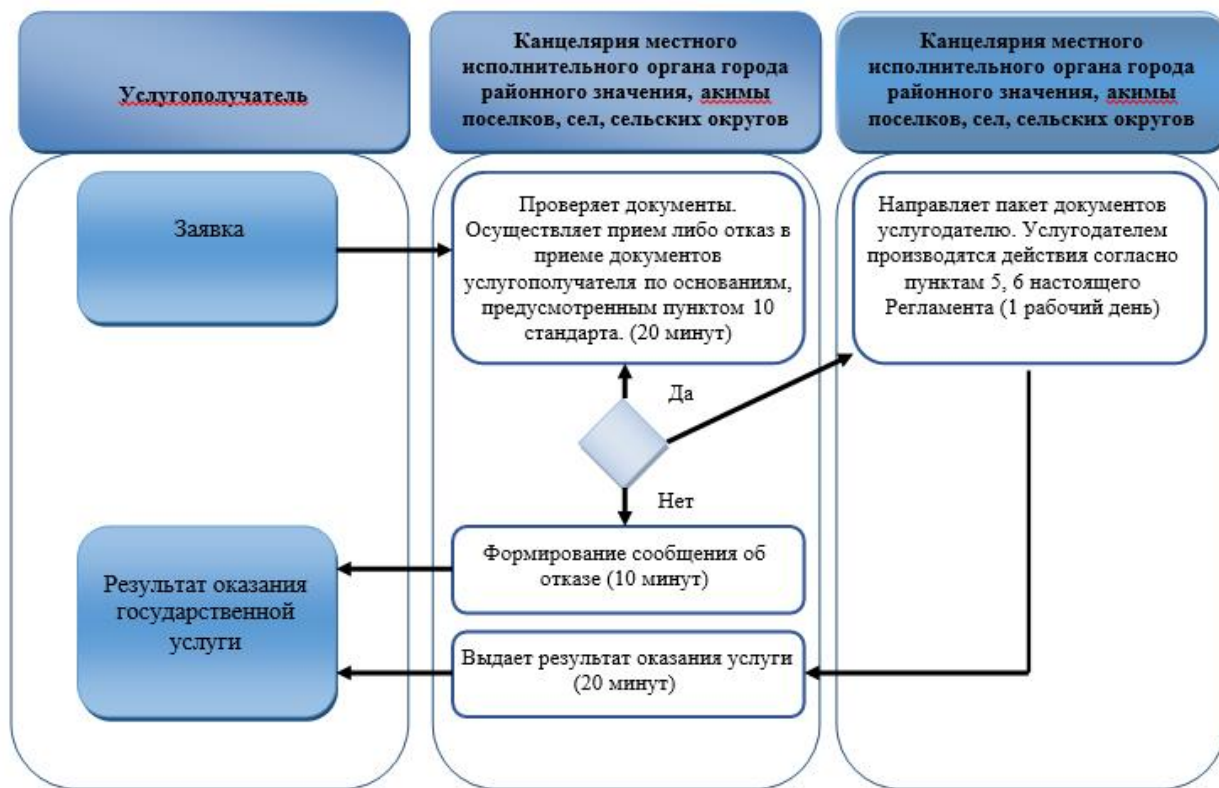 Услугополучатель
Канцелярия местного
исполнительного органа города
районного значения, акимы
поселков, сел, сельских округов
Канцелярия местного
исполнительного органа города
районного значения, акимы
поселков, сел, сельских округов
Заявка
Проверяет документы.
Осуществляет прием либо отказ в
приеме документов
услугополучателя по основаниям,
предусмотренным пунктом 10
стандарта. (20 минут)
Направляет пакет документов
услугодателю. Услугодателем
производятся действия согласно
пунктам 5, 6 настоящего
Регламента (1 рабочий день)
Да
Нет
Формирование сообщения об
отказе (10 минут)
Результат оказания
государственной
услуги
Выдает результат оказания услуги
(20 минут)